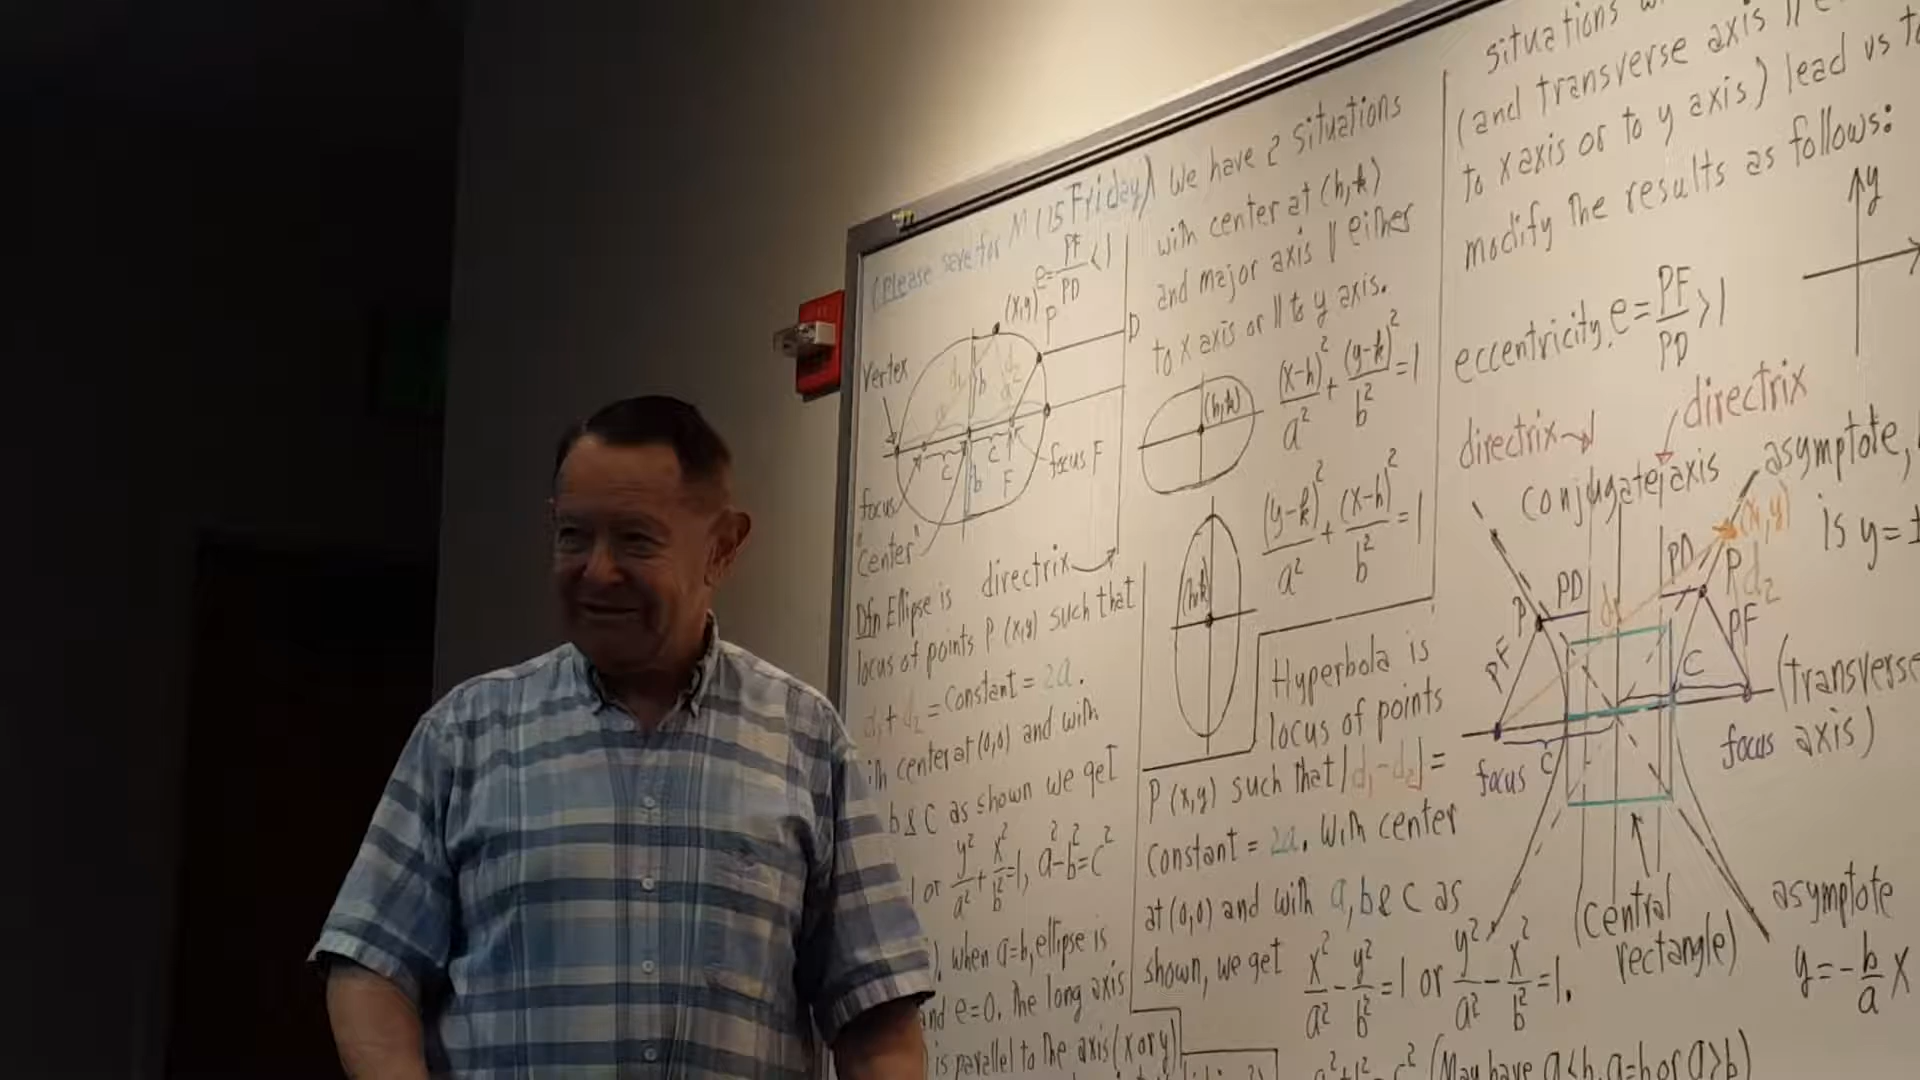 (please save for M (15 Friday)
e = PF/PD < 1
(x,y)
P
D
vertex
d₁
d₂
b
a
a
c
c
b
F
focus F
focus
"center"
directrix
Dfn Ellipse is
locus of points P (x,y) such that
d₁ + d₂ = constant = 2a.
center at (0,0) and with
b & c as shown we get
1 or y²/a² + x²/b² = 1, a² - b² = c²
when a=b, ellipse is
and e=0. The long axis
is parallel to the axis (x or y)
We have 2 situations
with center at (h,k)
and major axis || either
to x axis or || to y axis.
(h,k)
(x-h)²/a² + (y-k)²/b² = 1
(h,k)
(y-k)²/a² + (x-h)²/b² = 1
Hyperbola is
locus of points
P (x,y) such that |d₁-d₂| =
constant = 2a. With center
at (0,0) and with a, b & c as
shown, we get x²/a² - y²/b² = 1 or y²/a² - x²/b² = 1.
(May have a<b, a=b or a>b)
situations
(and transverse axis ||
to x axis or to y axis) lead us to
modify the results as follows:
y
eccentricity, e = PF/PD > 1
directrix
directrix
conjugate axis
asymptote,
is y = ±
(x,y)
PD
PD
P
P
d₁
d₂
PF
PF
C
C
focus
focus
(transverse
axis)
(central
rectangle)
asymptote
y = -b/a x